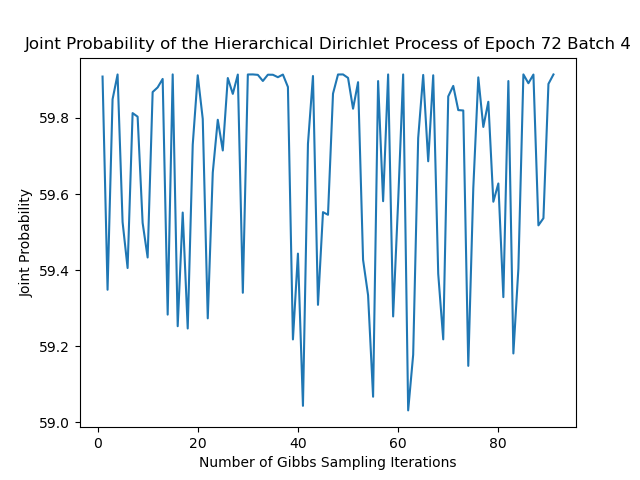 Joint Probability of the Hierarchical Dirichlet Process of Epoch 72 Batch 4
Joint Probability
59.8
59.6
59.4
59.2
59.0
0 20 40 60 80
Number of Gibbs Sampling Iterations